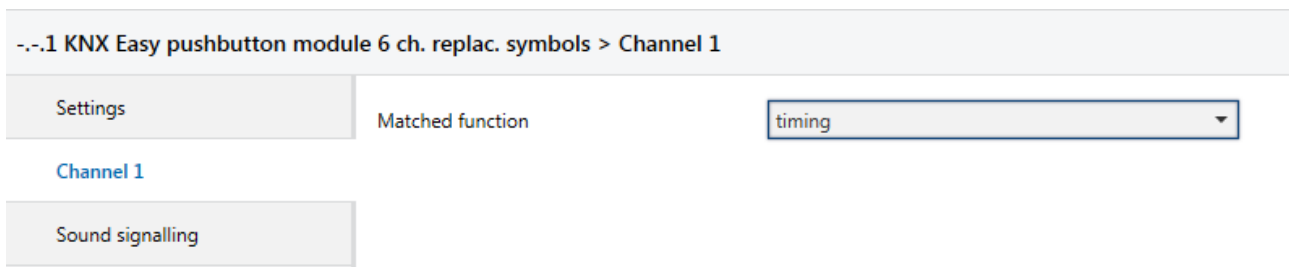 -.-.1 KNX Easy pushbutton module 6 ch. replac. symbols > Channel 1
Settings
Matched function
timing
Channel 1
Sound signalling